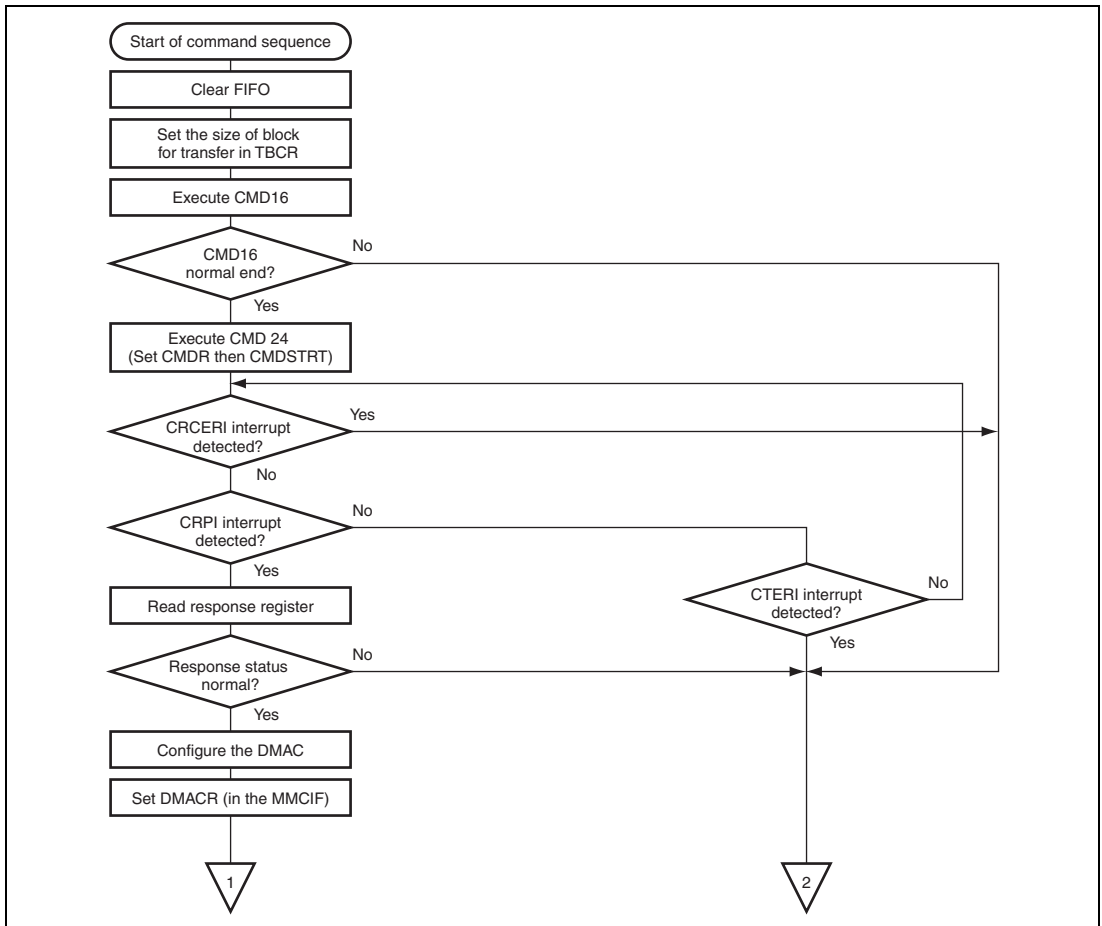 Start of command sequence
Clear FIFO
Set the size of block
for transfer in TBCR
Execute CMD16
CMD16
normal end?
No
Yes
Execute CMD 24
(Set CMDR then CMDSTRT)
CRCERI interrupt
detected?
Yes
No
CRPI interrupt
detected?
No
Yes
CTERI interrupt
detected?
No
Yes
Read response register
Response status
normal?
No
Yes
Configure the DMAC
Set DMACR (in the MMCIF)
1
2